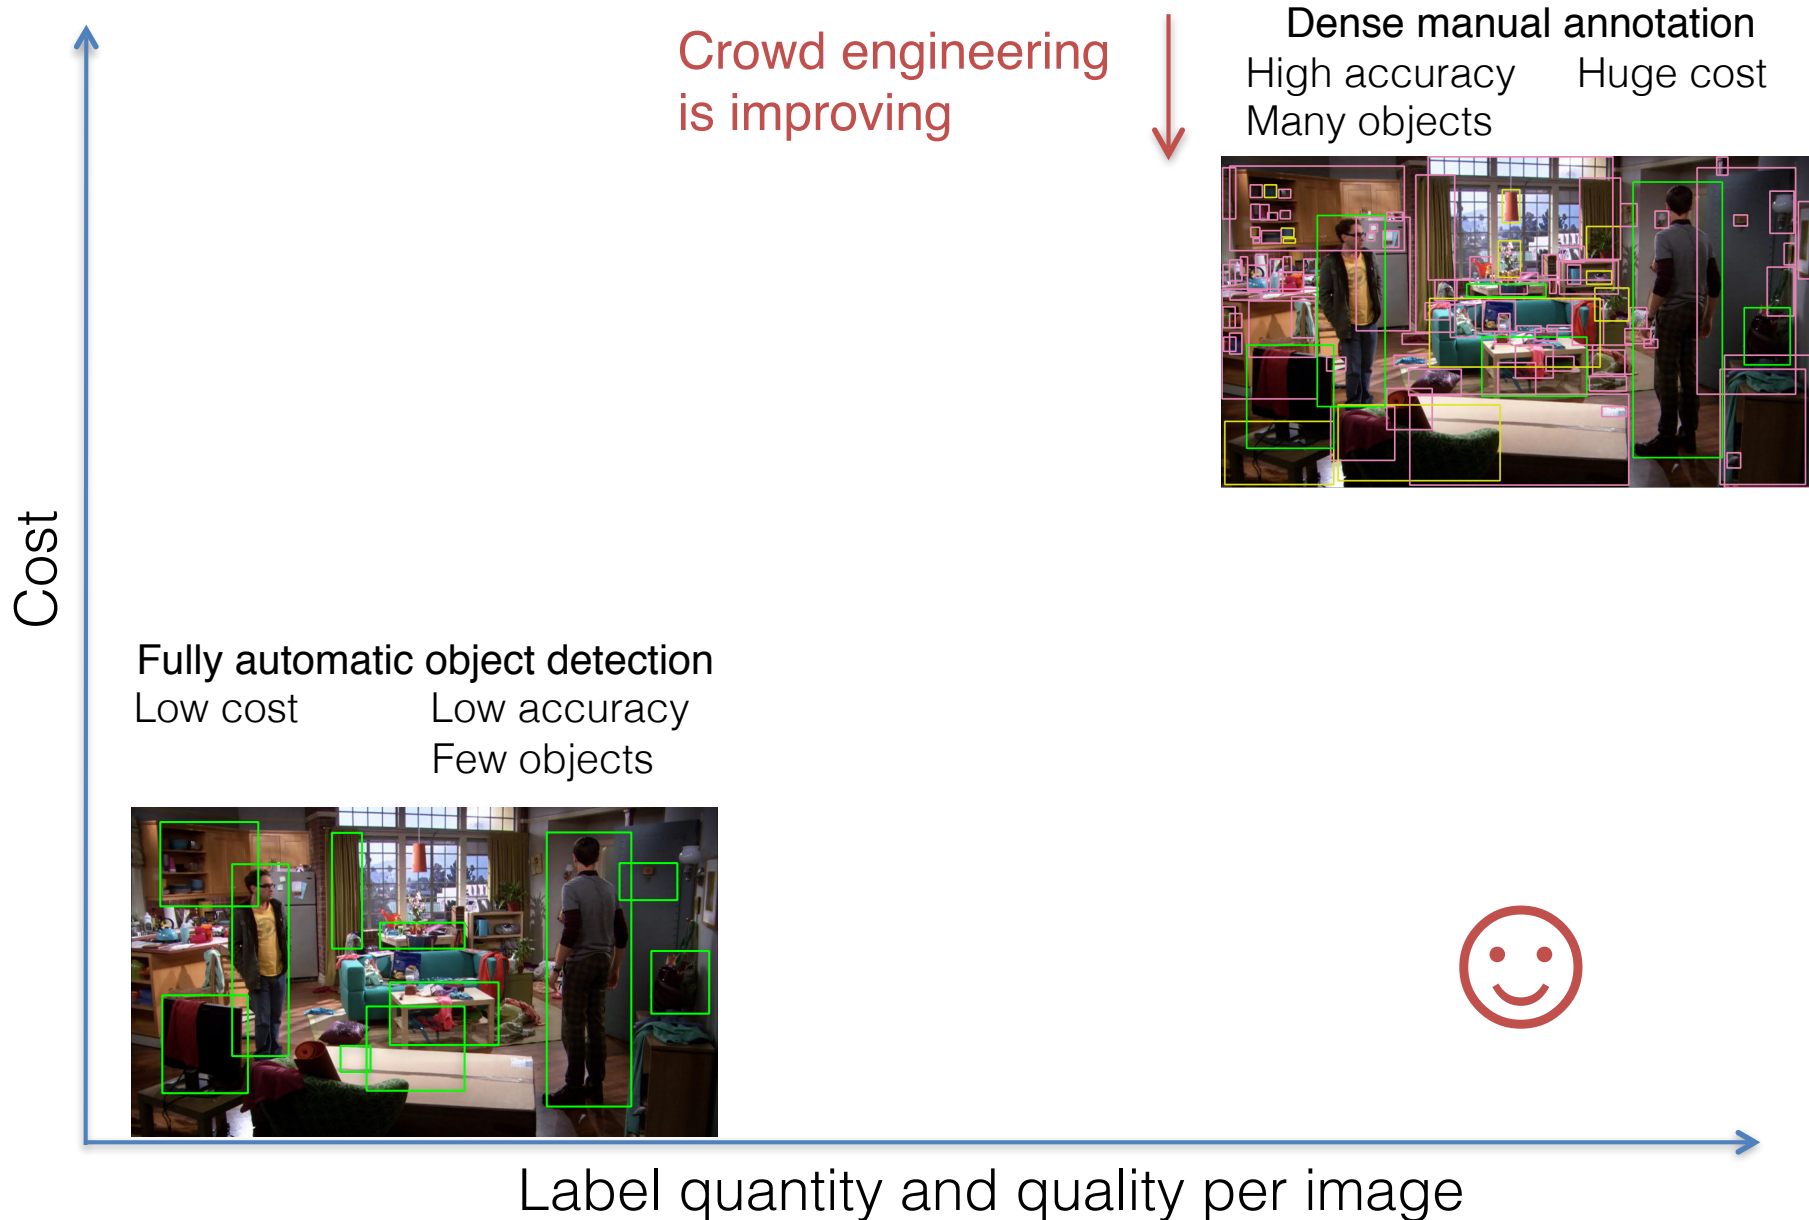 Crowd engineering
is improving
Dense manual annotation
High accuracy Huge cost
Many objects
Cost
Fully automatic object detection
Low cost Low accuracy
Few objects
Label quantity and quality per image